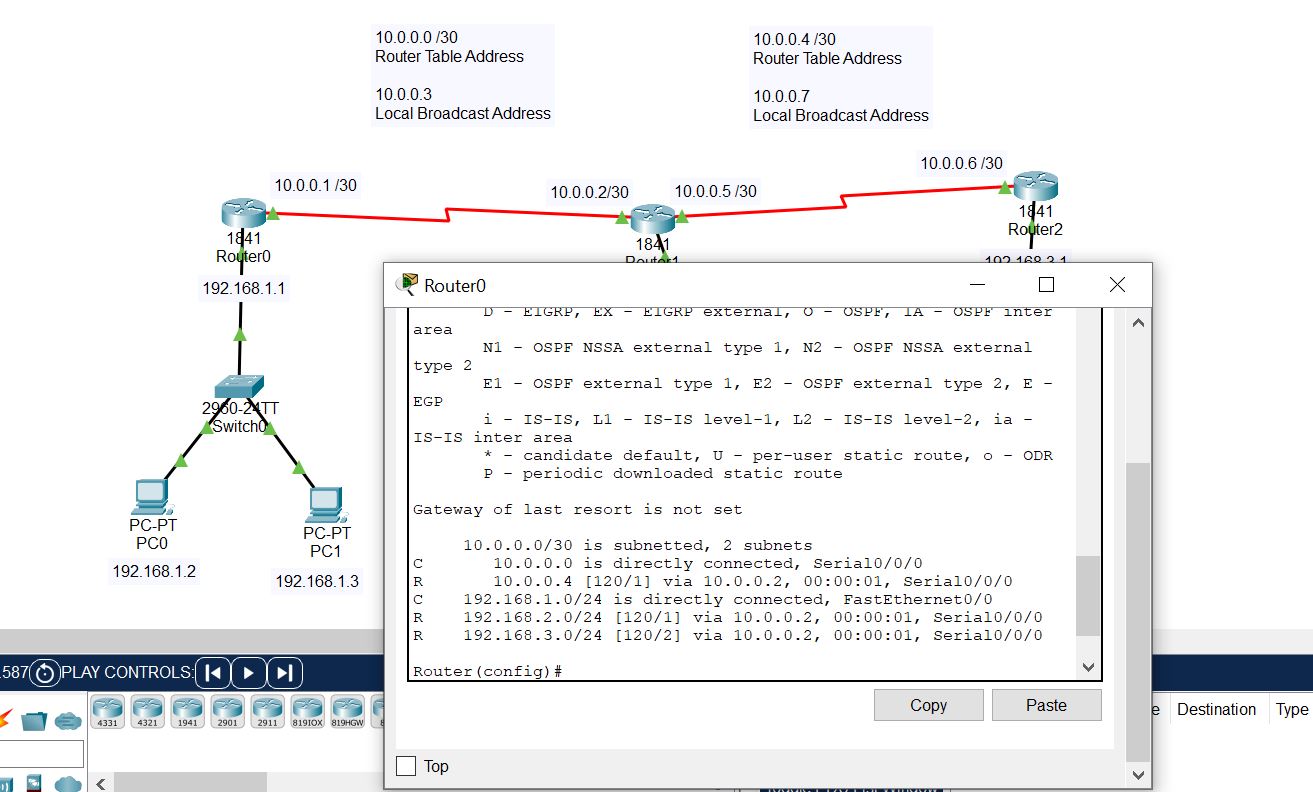 10.0.0.0 /30
Router Table Address
10.0.0.3
Local Broadcast Address
10.0.0.4 /30
Router Table Address
10.0.0.7
Local Broadcast Address
10.0.0.1 /30
10.0.0.2/30
10.0.0.5 /30
10.0.0.6 /30
1841
Router0
1841
Router1
1841
Router2
192.168.1.1
192.168.3.1
2960-24TT
Switch0
PC-PT
PC0
192.168.1.2
PC-PT
PC1
192.168.1.3
Router0
D - EIGRP, EX - EIGRP external, O - OSPF, IA - OSPF inter
area
N1 - OSPF NSSA external type 1, N2 - OSPF NSSA external
type 2
E1 - OSPF external type 1, E2 - OSPF external type 2, E -
EGP
i - IS-IS, L1 - IS-IS level-1, L2 - IS-IS level-2, ia -
IS-IS inter area
* - candidate default, U - per-user static route, o - ODR
P - periodic downloaded static route
Gateway of last resort is not set
10.0.0.0/30 is subnetted, 2 subnets
C 10.0.0.0 is directly connected, Serial0/0/0
R 10.0.0.4 [120/1] via 10.0.0.2, 00:00:01, Serial0/0/0
C 192.168.1.0/24 is directly connected, FastEthernet0/0
R 192.168.2.0/24 [120/1] via 10.0.0.2, 00:00:01, Serial0/0/0
R 192.168.3.0/24 [120/2] via 10.0.0.2, 00:00:01, Serial0/0/0
Router(config)#
Copy
Paste
Top
.587 PLAY CONTROLS:
4331 4321 1941 2901 2911 819IOX 819HGW
e Destination Type